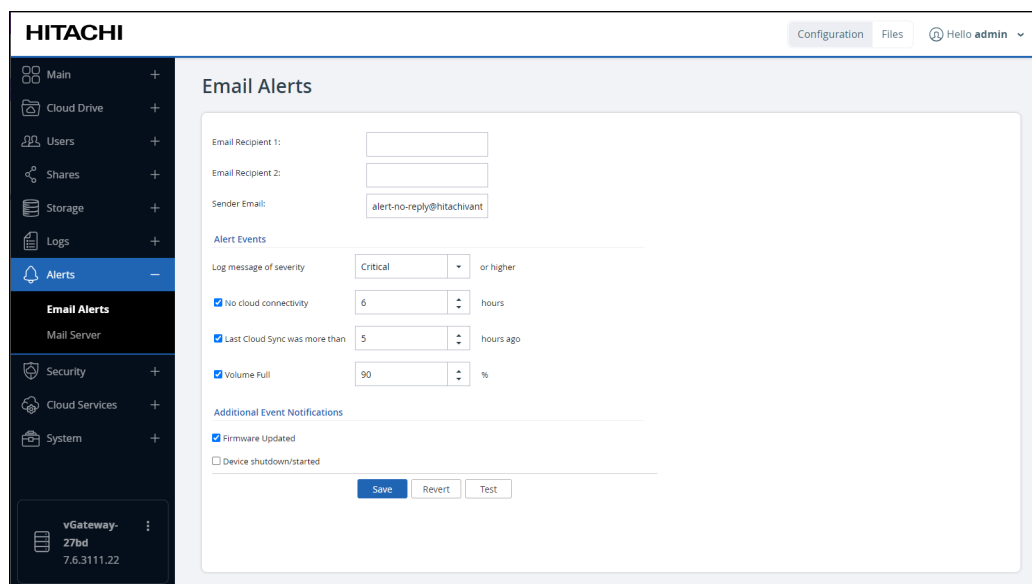 HITACHI
Configuration Files Hello admin
Main
Cloud Drive
Users
Shares
Storage
Logs
Alerts
Email Alerts
Mail Server
Security
Cloud Services
System
vGateway-
27bd
7.6.3111.22
Email Alerts
Email Recipient 1:
Email Recipient 2:
Sender Email: alert-no-reply@hitachivant
Alert Events
Log message of severity Critical or higher
No cloud connectivity 6 hours
Last Cloud Sync was more than 5 hours ago
Volume Full 90 %
Additional Event Notifications
Firmware Updated
Device shutdown/started
Save Revert Test